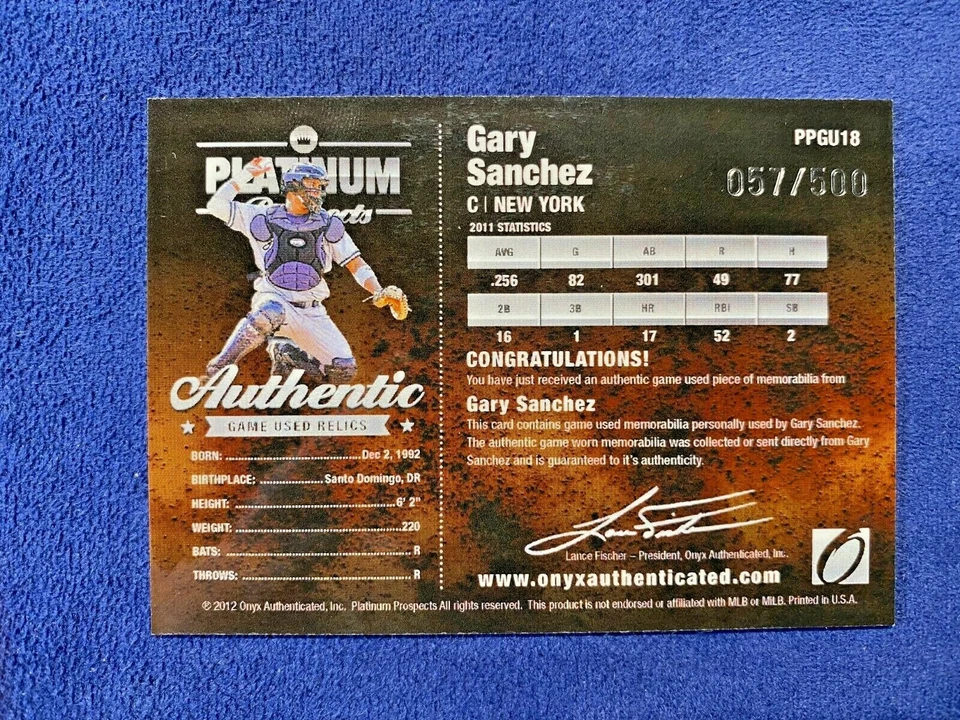 PLATINUM
Prospects
Authentic
GAME USED RELICS
BORN: Dec 2, 1992
BIRTHPLACE: Santo Domingo, DR
HEIGHT: 6' 2"
WEIGHT: 220
BATS: R
THROWS: R
Gary
Sanchez
C | NEW YORK
PPGU18
057/500
2011 STATISTICS
AVG G AB R H
.256 82 301 49 77
2B 3B HR RBI SB
16 1 17 52 2
CONGRATULATIONS!
You have just received an authentic game used piece of memorabilia from
Gary Sanchez
This card contains game used memorabilia personally used by Gary Sanchez.
The authentic game worn memorabilia was collected or sent directly from Gary
Sanchez and is guaranteed to it's authenticity.
Lance Fischer – President, Onyx Authenticated, Inc.
www.onyxauthenticated.com
℗ 2012 Onyx Authenticated, Inc. Platinum Prospects All rights reserved. This product is not endorsed or affiliated with MLB or MiLB. Printed in U.S.A.